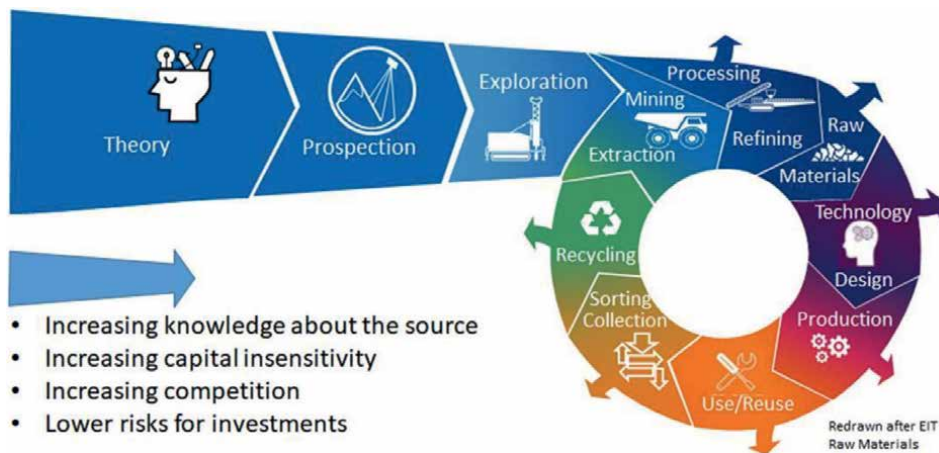 Theory
Prospection
Exploration
Mining
Extraction
Processing
Refining
Raw
Materials
Technology
Design
Production
Use/Reuse
Sorting
Collection
Recycling
• Increasing knowledge about the source
• Increasing capital insensitivity
• Increasing competition
• Lower risks for investments
Redrawn after EIT
Raw Materials